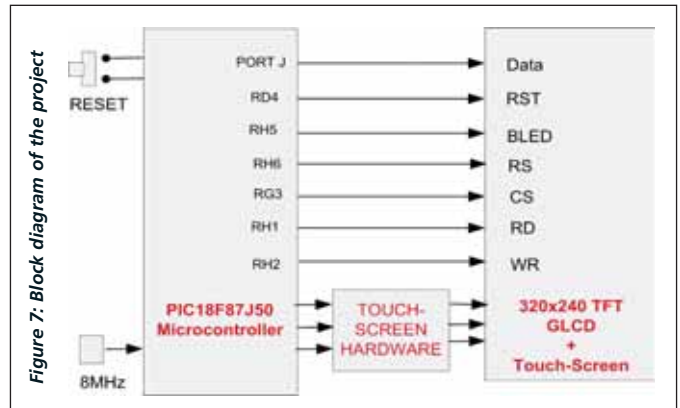 Figure 7: Block diagram of the project
RESET
8MHz
PORT J
RD4
RH5
RH6
RG3
RH1
RH2
PIC18F87J50
Microcontroller
TOUCH-
SCREEN
HARDWARE
Data
RST
BLED
RS
CS
RD
WR
320x240 TFT
GLCD
+
Touch-Screen